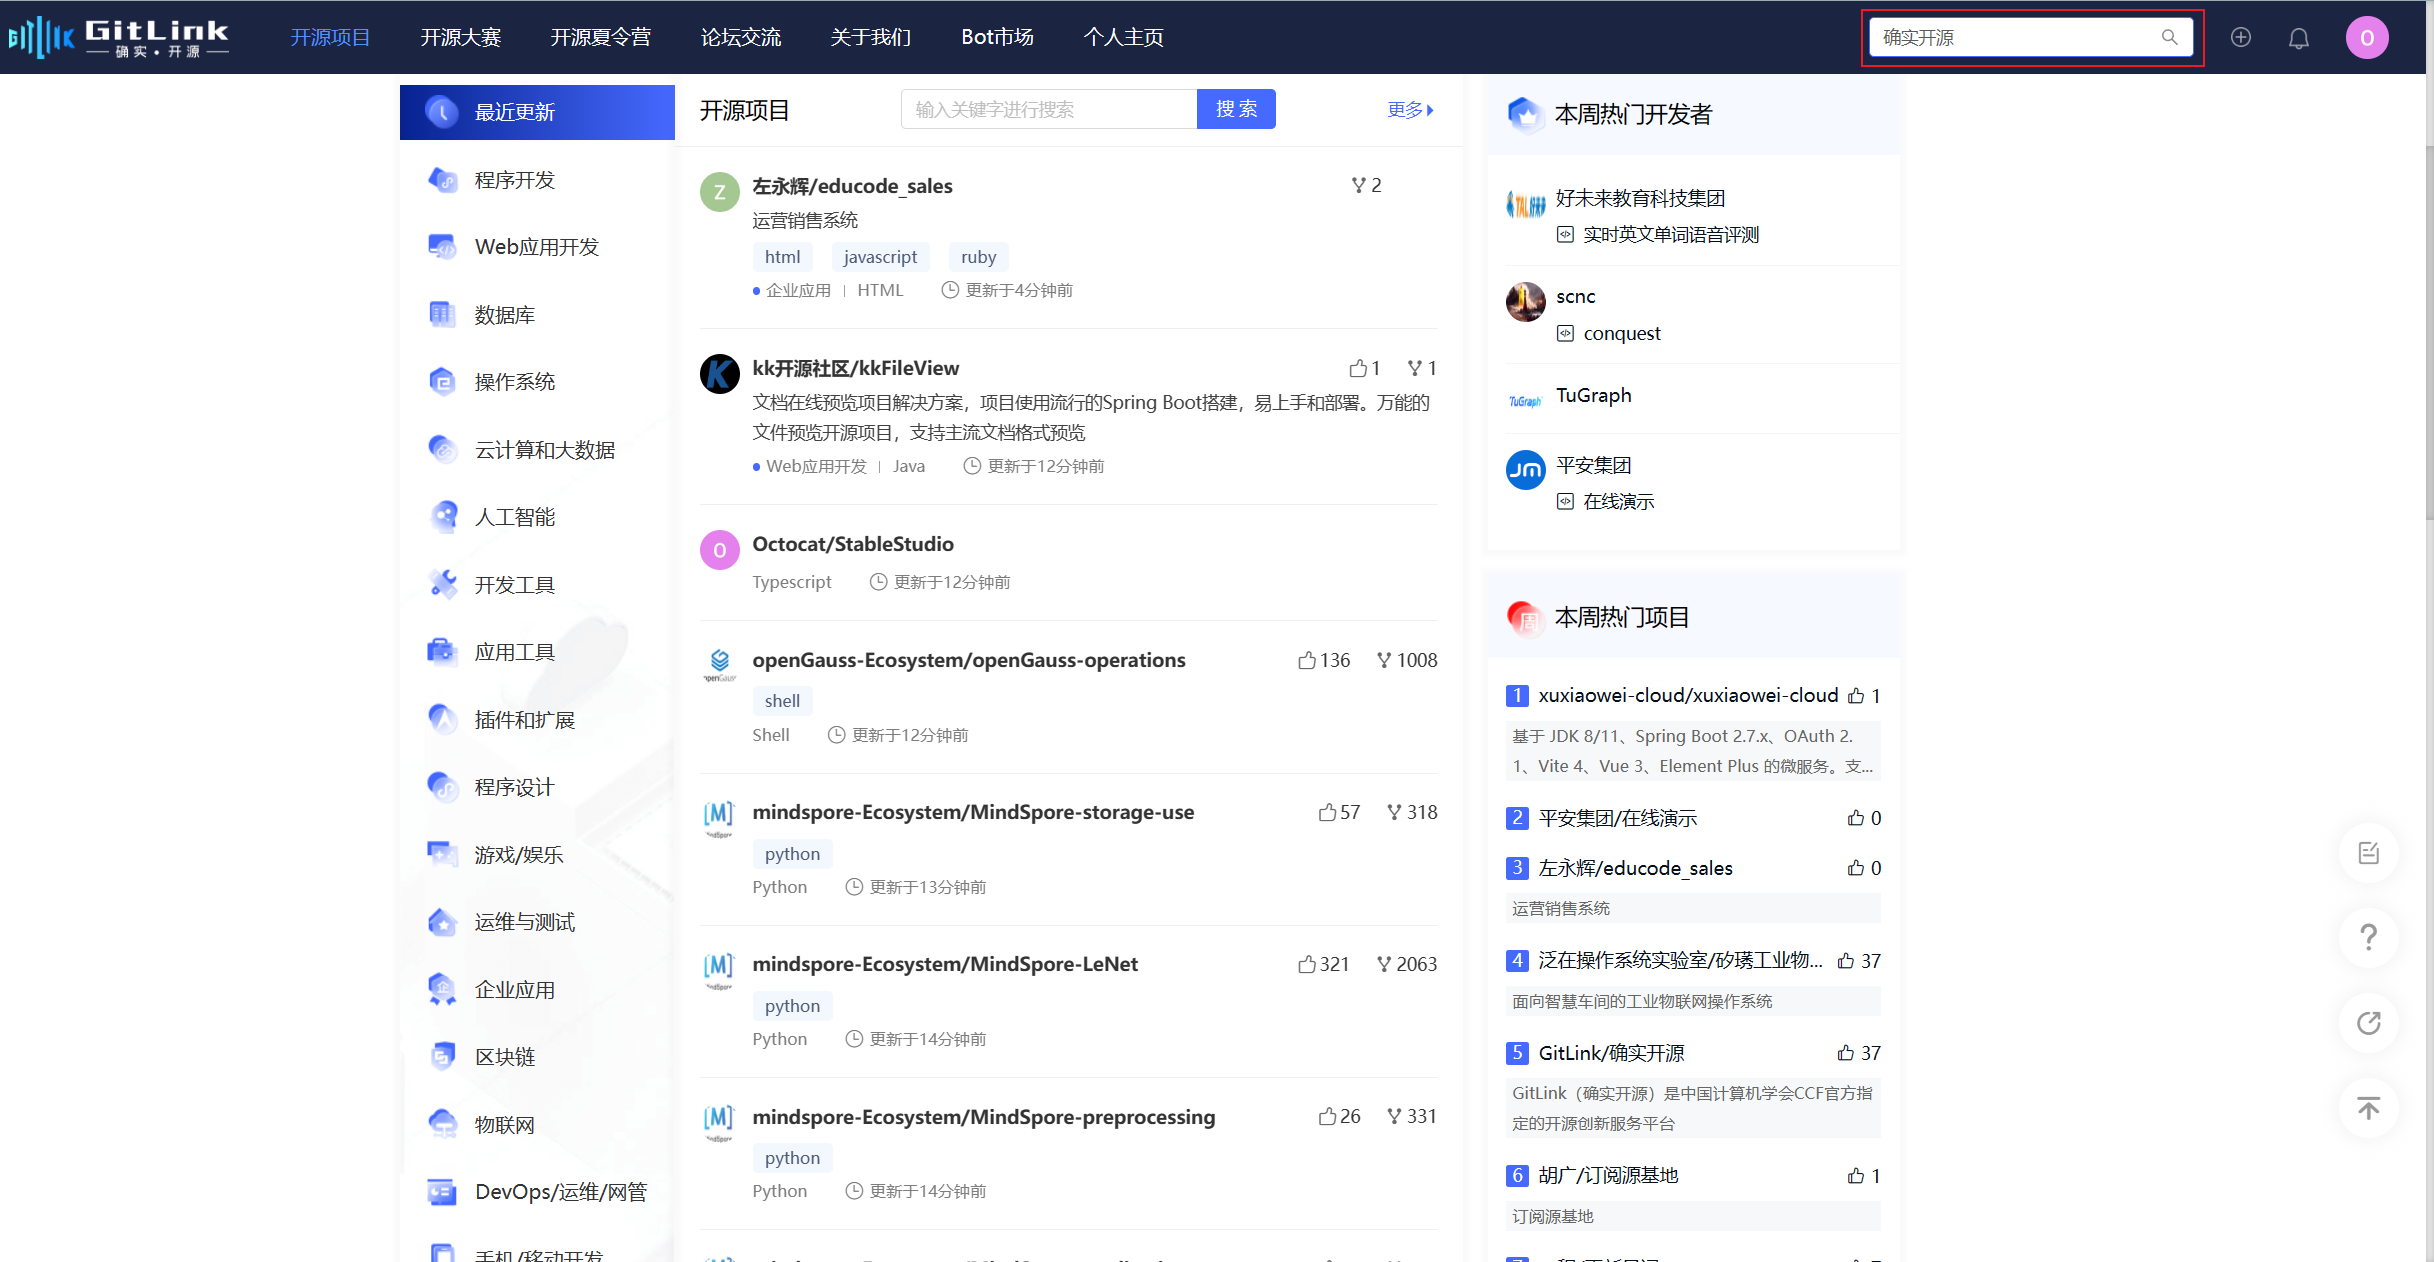 GitLink
确实·开源
开源项目
开源大赛
开源夏令营
论坛交流
关于我们
Bot市场
个人主页
确实开源
O
最近更新
程序开发
Web应用开发
数据库
操作系统
云计算和大数据
人工智能
开发工具
应用工具
插件和扩展
程序设计
游戏/娱乐
运维与测试
企业应用
区块链
物联网
DevOps/运维/网管
手机/移动开发
开源项目
输入关键字进行搜索
搜 索
更多
Z
左永辉/educode_sales
2
运营销售系统
html javascript ruby
企业应用 | HTML 更新于4分钟前
kk开源社区/kkFileView
1 1
文档在线预览项目解决方案，项目使用流行的Spring Boot搭建，易上手和部署。万能的
文件预览开源项目，支持主流文档格式预览
Web应用开发 | Java 更新于12分钟前
O
Octocat/StableStudio
Typescript 更新于12分钟前
openGauss-Ecosystem/openGauss-operations
136 1008
shell
Shell 更新于12分钟前
mindspore-Ecosystem/MindSpore-storage-use
57 318
python
Python 更新于13分钟前
mindspore-Ecosystem/MindSpore-LeNet
321 2063
python
Python 更新于14分钟前
mindspore-Ecosystem/MindSpore-preprocessing
26 331
python
Python 更新于14分钟前
本周热门开发者
好未来教育科技集团
实时英文单词语音评测
scnc
conquest
TuGraph
TuGraph
JM
平安集团
在线演示
周
本周热门项目
1 xuxiaowei-cloud/xuxiaowei-cloud 1
基于 JDK 8/11、Spring Boot 2.7.x、OAuth 2.
1、Vite 4、Vue 3、Element Plus 的微服务。支...
2 平安集团/在线演示 0
3 左永辉/educode_sales 0
运营销售系统
4 泛在操作系统实验室/矽璓工业物... 37
面向智慧车间的工业物联网操作系统
5 GitLink/确实开源 37
GitLink（确实开源）是中国计算机学会CCF官方指
定的开源创新服务平台
6 胡广/订阅源基地 1
订阅源基地